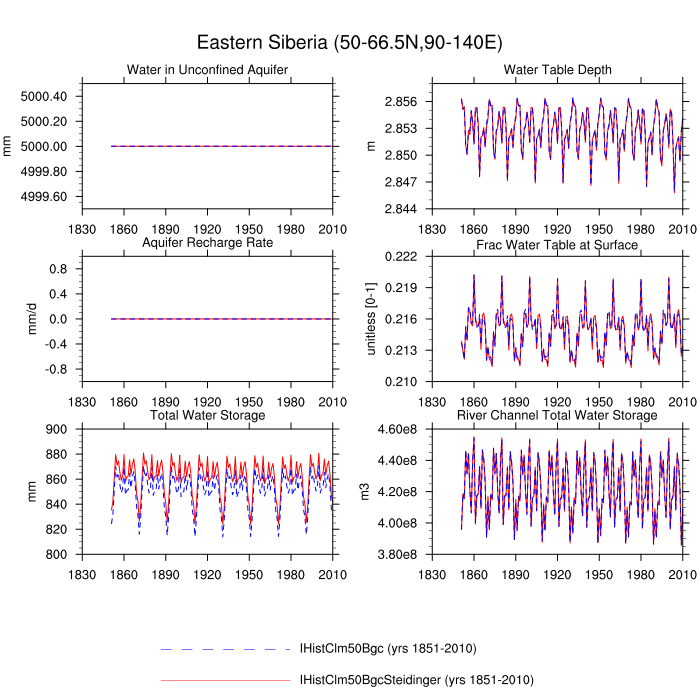 Eastern Siberia (50-66.5N,90-140E)
Water in Unconfined Aquifer
Water Table Depth
mm
5000.40
5000.20
5000.00
4999.80
4999.60
1830 1860 1890 1920 1950 1980 2010
m
2.856
2.853
2.850
2.847
2.844
1830 1860 1890 1920 1950 1980 2010
Aquifer Recharge Rate
Frac Water Table at Surface
mm/d
0.8
0.4
0.0
-0.4
-0.8
1830 1860 1890 1920 1950 1980 2010
unitless [0-1]
0.222
0.219
0.216
0.213
0.210
1830 1860 1890 1920 1950 1980 2010
Total Water Storage
River Channel Total Water Storage
mm
900
880
860
840
820
800
1830 1860 1890 1920 1950 1980 2010
m3
4.60e8
4.40e8
4.20e8
4.00e8
3.80e8
1830 1860 1890 1920 1950 1980 2010
IHistClm50Bgc (yrs 1851-2010)
IHistClm50BgcSteidinger (yrs 1851-2010)